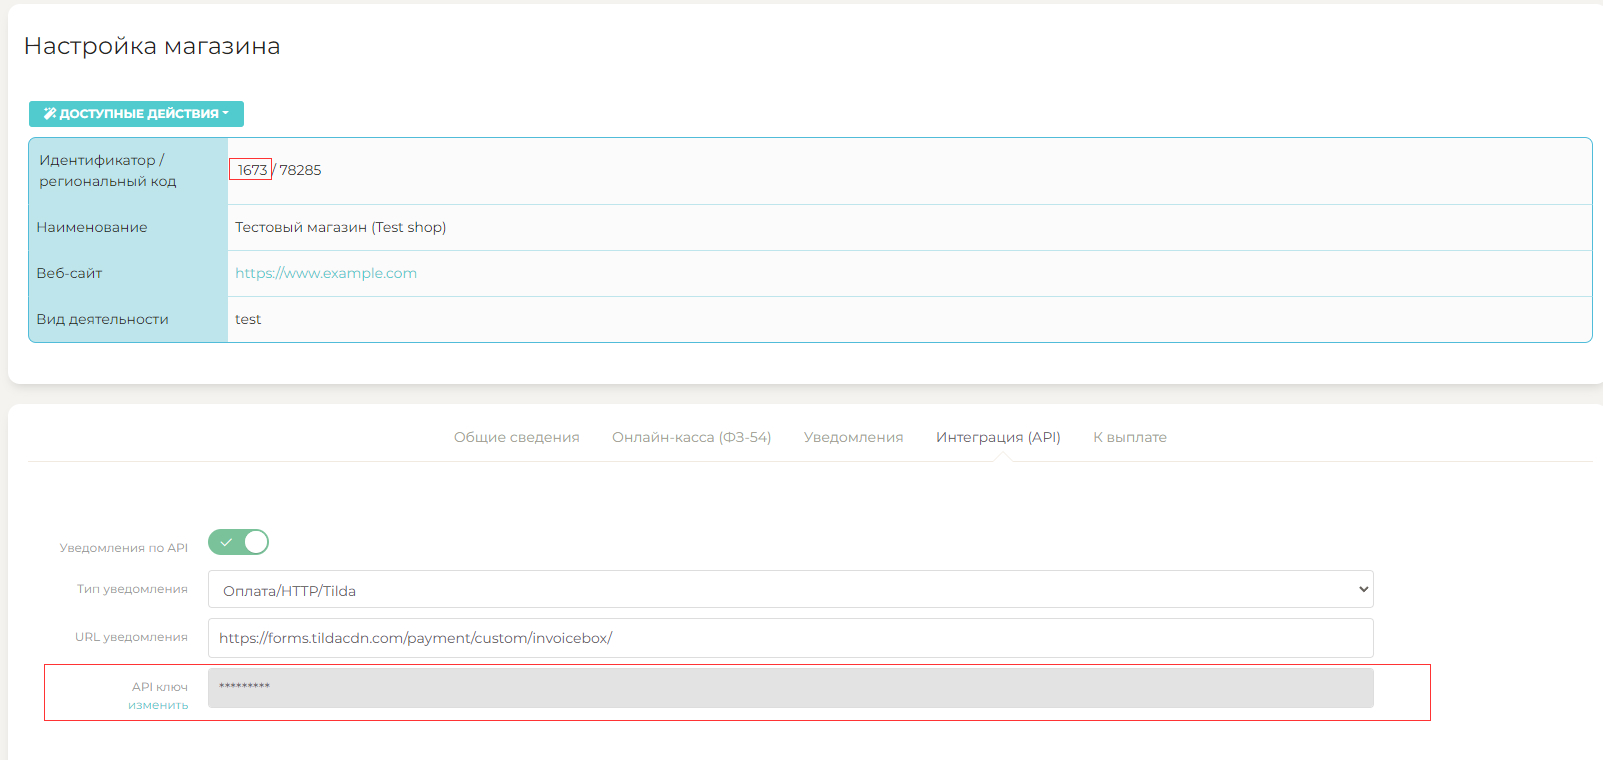 Настройка магазина
ДОСТУПНЫЕ ДЕЙСТВИЯ
Идентификатор /
региональный код
1673 / 78285
Наименование
Тестовый магазин (Test shop)
Веб-сайт
https://www.example.com
Вид деятельности
test
Общие сведения
Онлайн-касса (ФЗ-54)
Уведомления
Интеграция (API)
К выплате
Уведомления по API
Тип уведомления
Оплата/HTTP/Tilda
URL уведомления
https://forms.tildacdn.com/payment/custom/invoicebox/
API ключ
изменить
*********